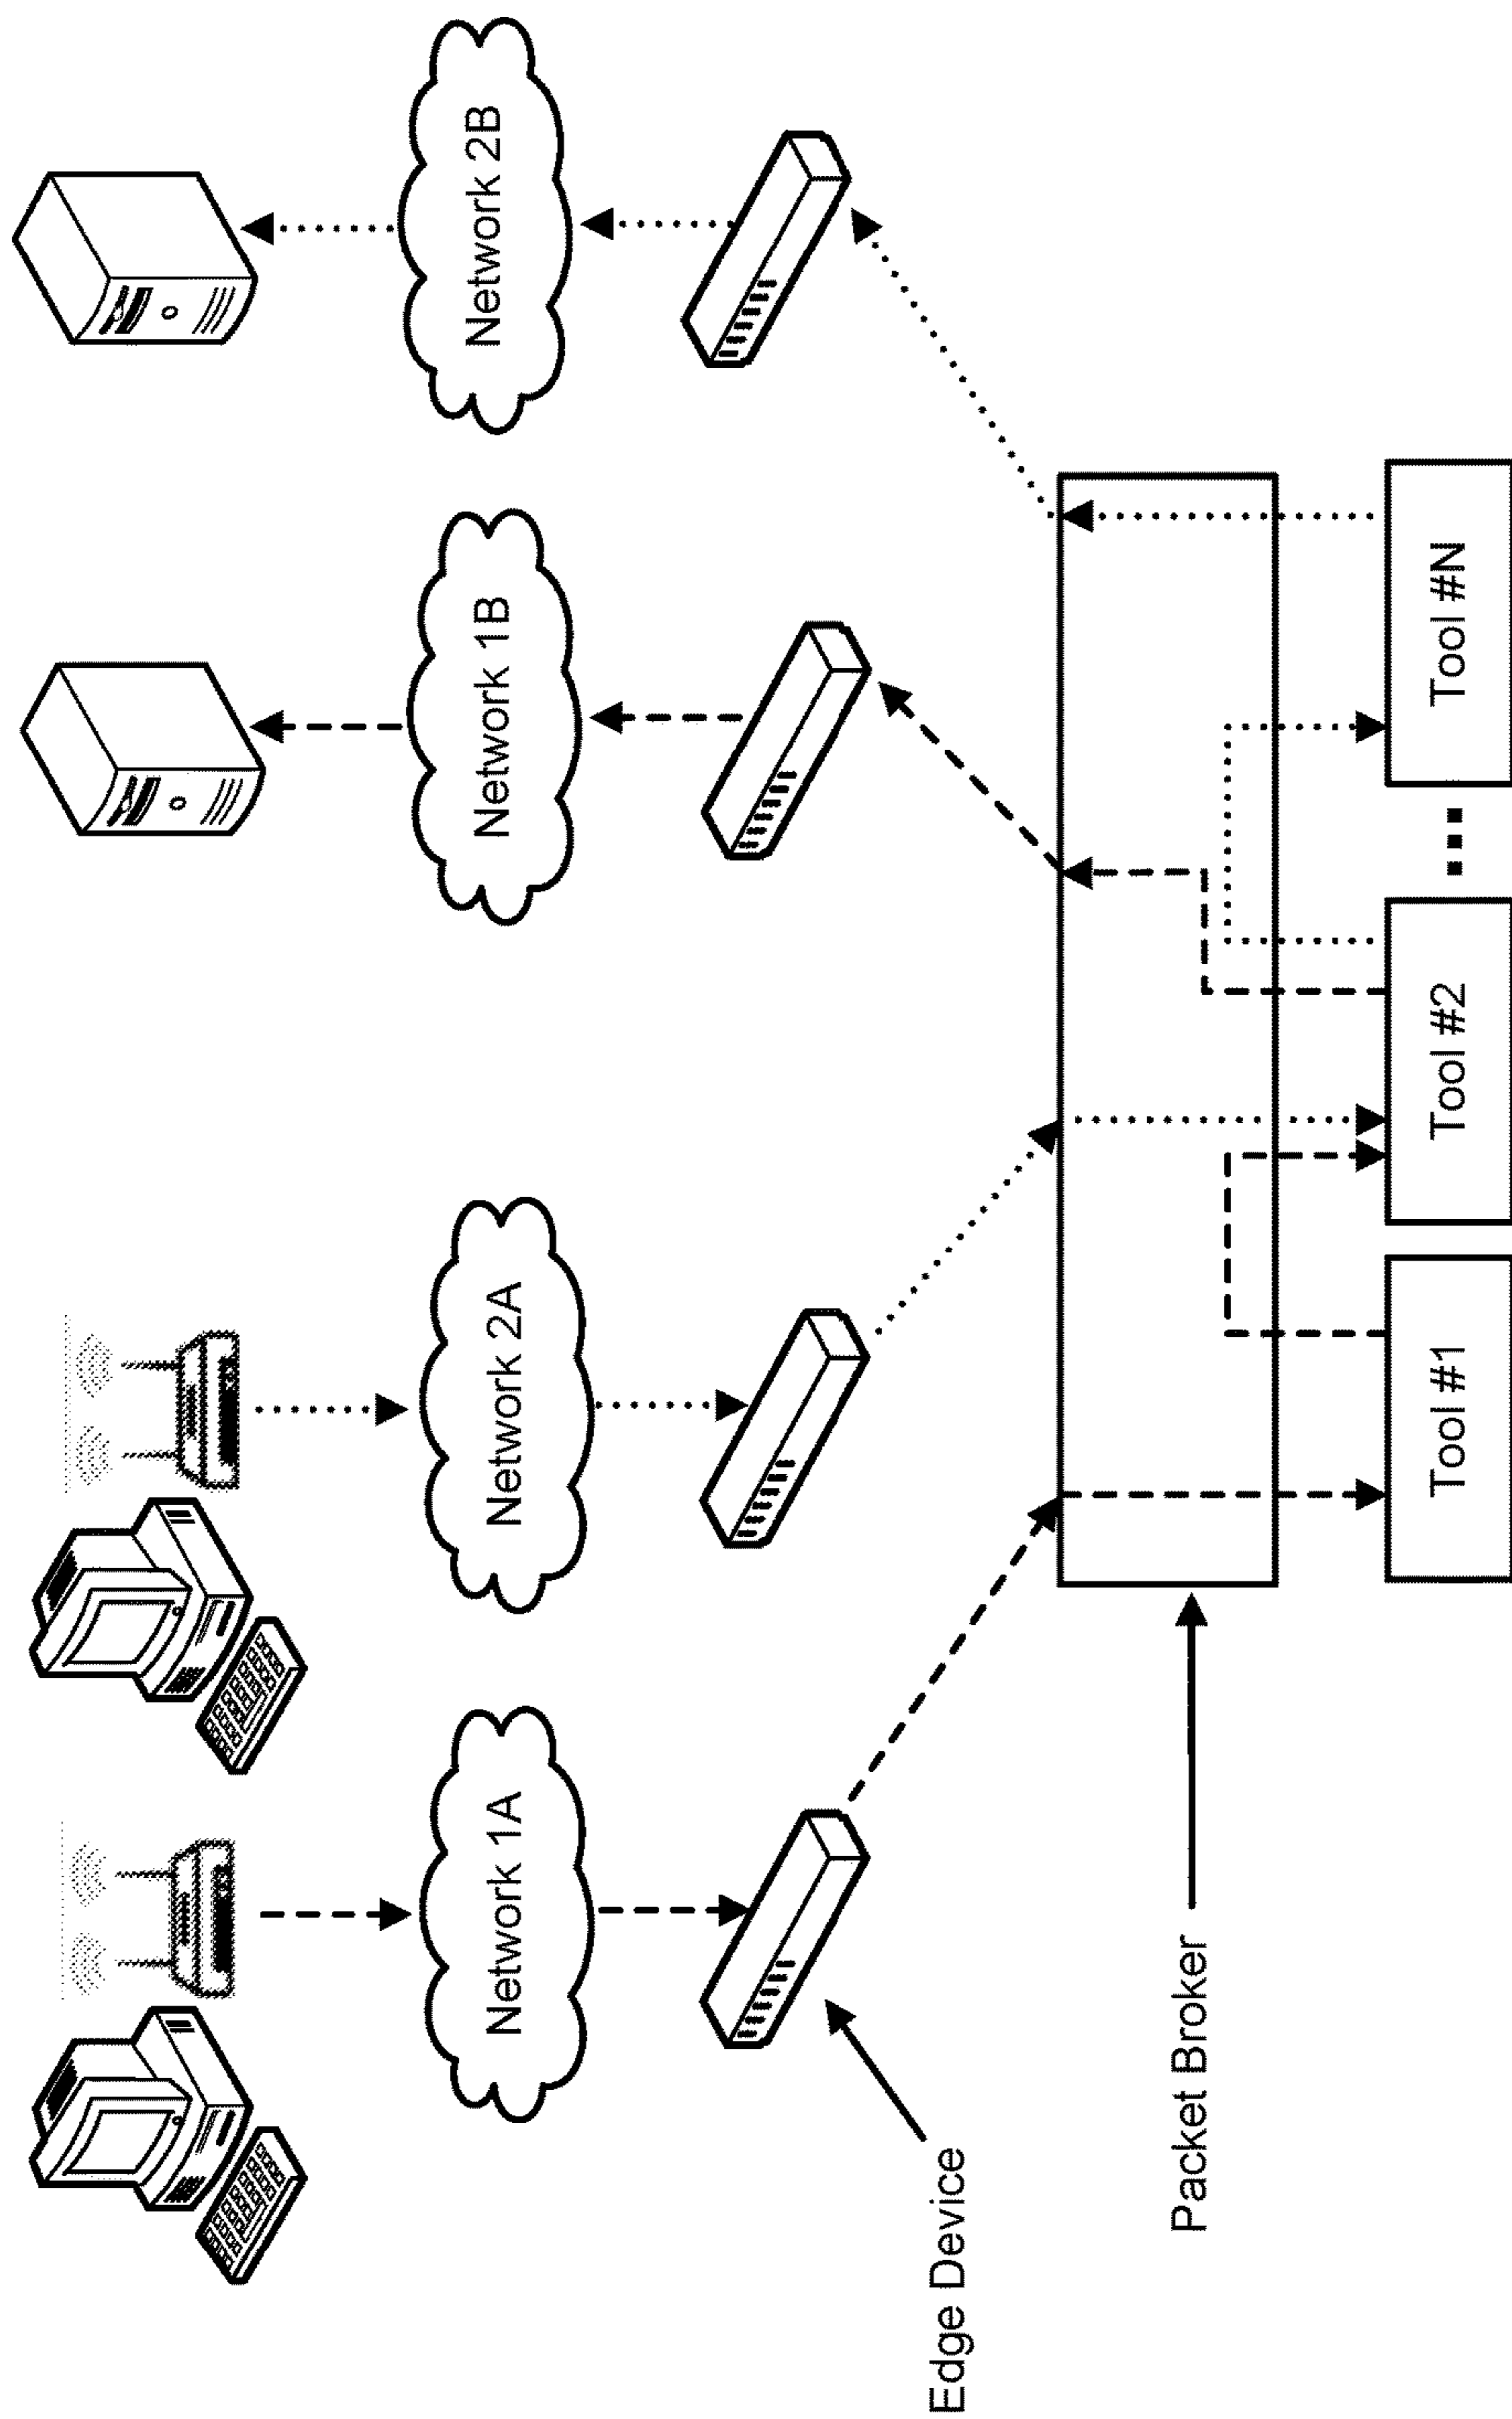 Network 1A
Network 2A
Network 1B
Network 2B
Edge Device
Packet Broker
Tool #1
Tool #2
...
Tool #N